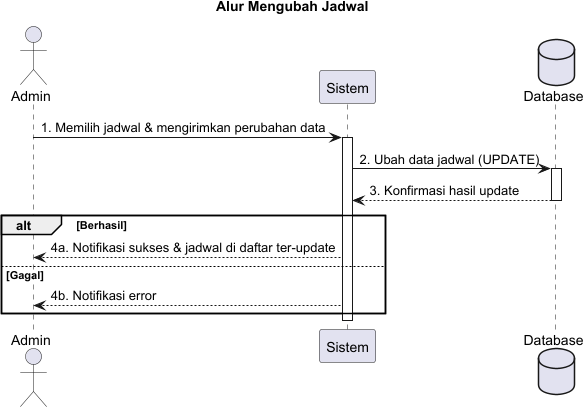 Alur Mengubah Jadwal
Admin
Sistem
Database
1. Memilih jadwal & mengirimkan perubahan data
2. Ubah data jadwal (UPDATE)
3. Konfirmasi hasil update
alt
[Berhasil]
4a. Notifikasi sukses & jadwal di daftar ter-update
[Gagal]
4b. Notifikasi error
Admin
Sistem
Database